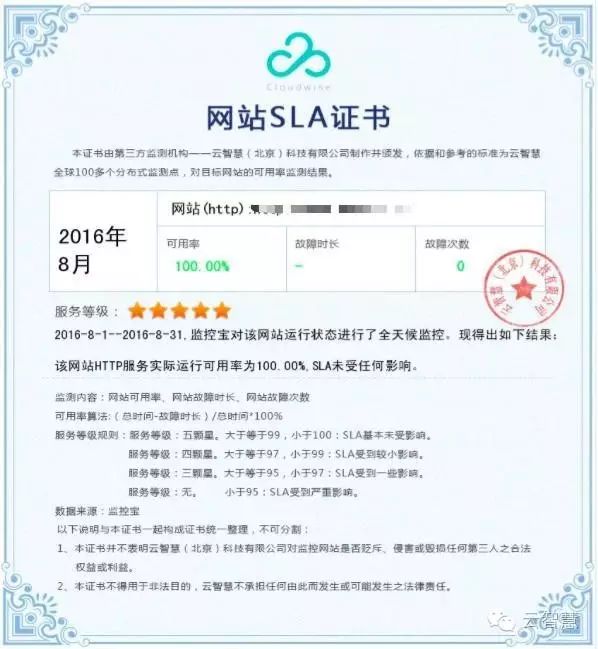 Cloudwise
网站SLA证书
本证书由第三方监测机构——云智慧（北京）科技有限公司制作并颁发，依据和参考的标准为云智慧
全球100多个分布式监测点，对目标网站的可用率监测结果。
2016年
8月
网站(http)
可用率
故障时长
故障次数
100.00%
-
0
云智慧（北京）科技有限公司
服务等级：
2016-8-1--2016-8-31,监控宝对该网站运行状态进行了全天候监控。现得出如下结果：
该网站HTTP服务实际运行可用率为100.00%,SLA未受任何影响。
监测内容：网站可用率、网站故障时长、网站故障次数
可用率算法:（总时间-故障时长）/总时间*100%
服务等级规则：服务等级：五颗星。大于等于99，小于100：SLA基本未受影响。
服务等级：四颗星。大于等于97，小于99：SLA受到较小影响。
服务等级：三颗星。大于等于95，小于97：SLA受到一些影响。
服务等级：无。 小于95：SLA受到严重影响。
数据来源：监控宝
以下说明与本证书一起构成证书统一整理，不可分割：
1、本证书并不表明云智慧（北京）科技有限公司对监控网站是否贬斥、侵害或毁损任何第三人之合法
权益或利益。
2、本证书不得用于非法目的，云智慧不承担任何由此而发生或可能发生之法律责任。
云智慧